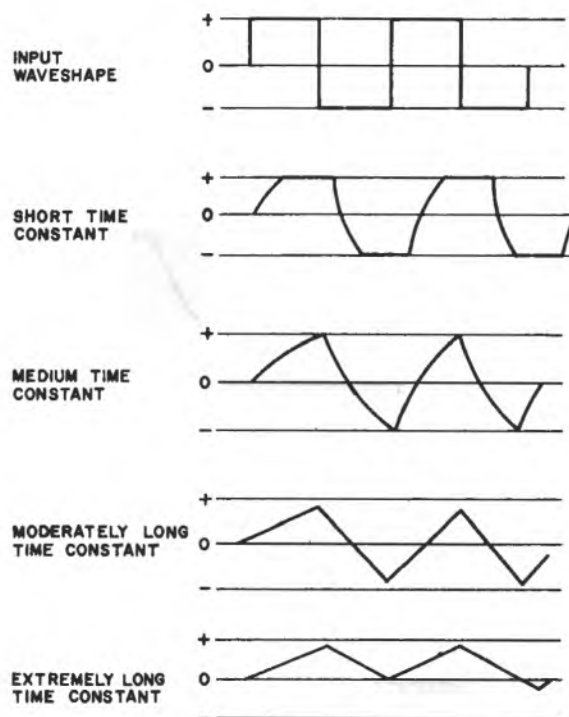 +
INPUT
WAVESHAPE
0
−
+
SHORT TIME
CONSTANT
0
−
+
MEDIUM TIME
CONSTANT
0
−
+
MODERATELY LONG
TIME CONSTANT
0
−
+
EXTREMELY LONG
TIME CONSTANT
0
−